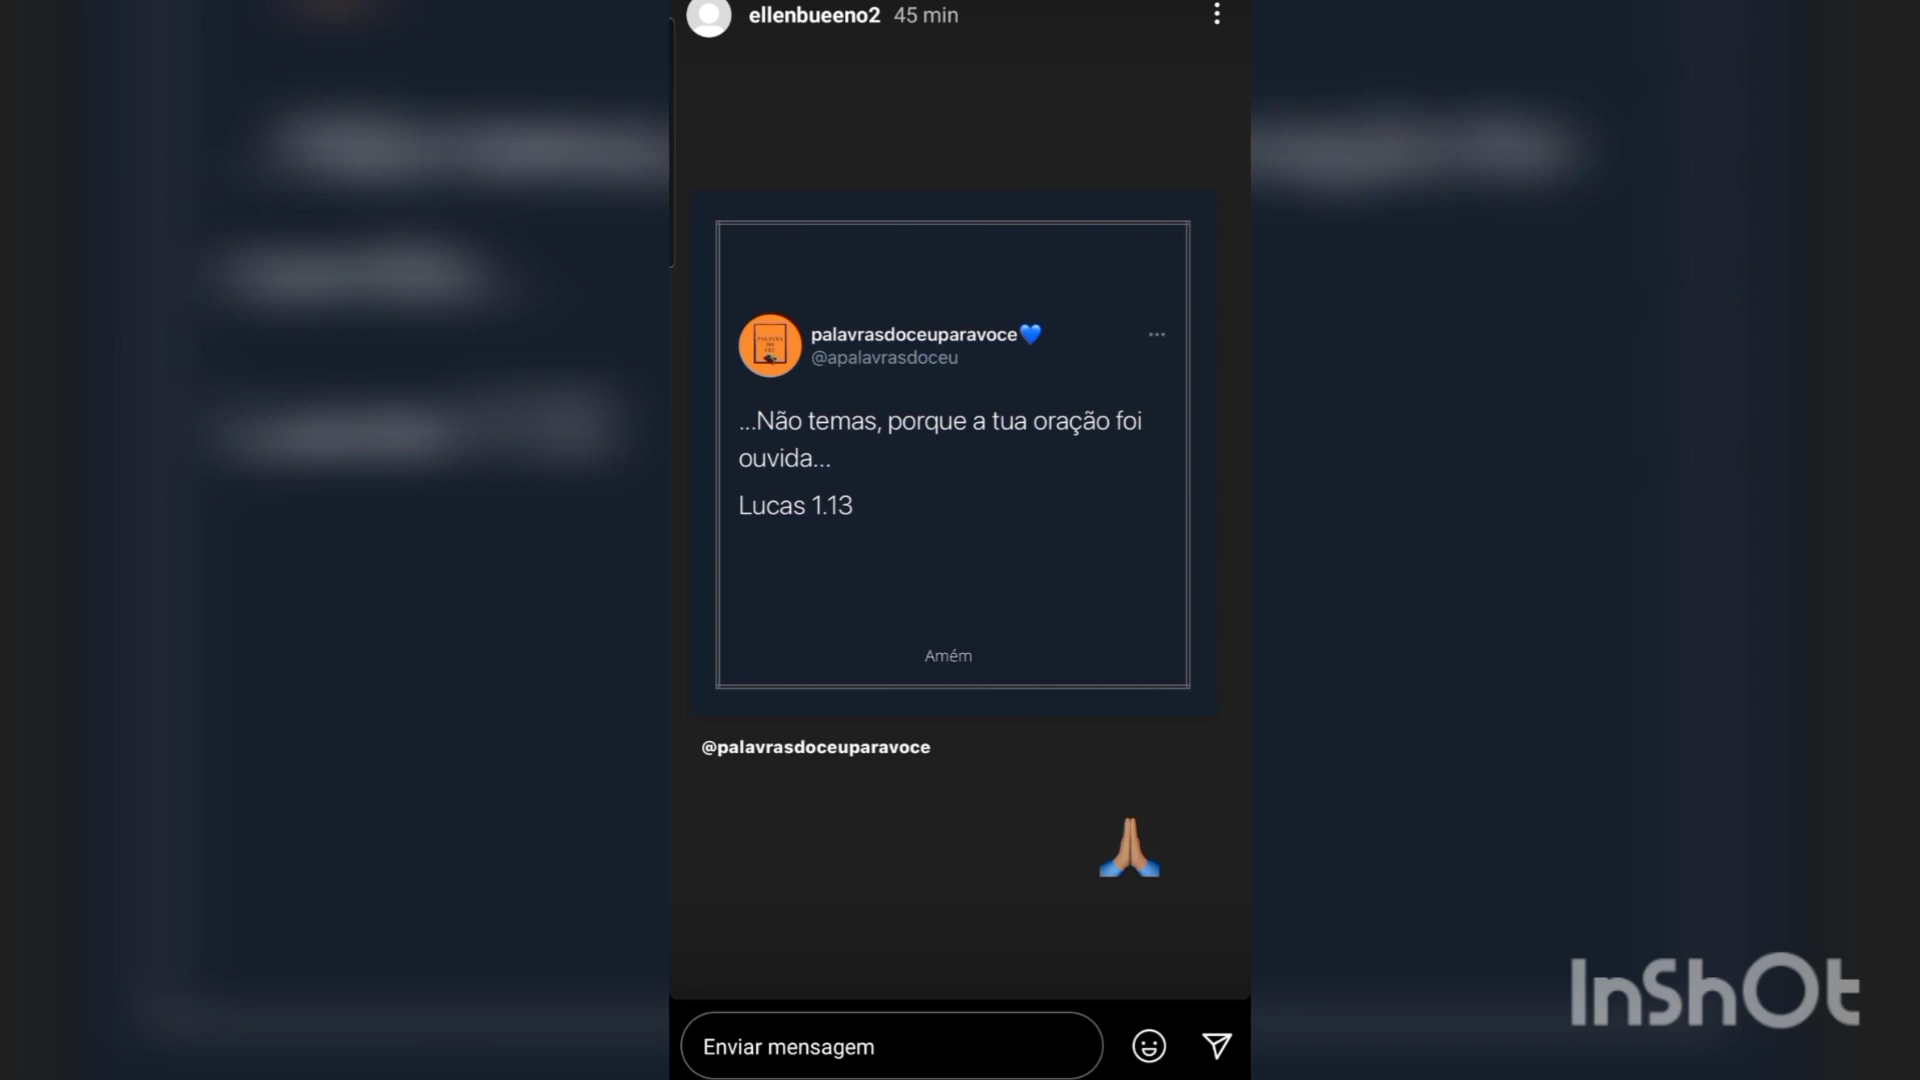 ellenbueeno2 45 min
palavrasdoceuparavoce💙
@apalavrasdoceu
...Não temas, porque a tua oração foi
ouvida...
Lucas 1.13
Amém
@palavrasdoceuparavoce
Enviar mensagem
InShOt